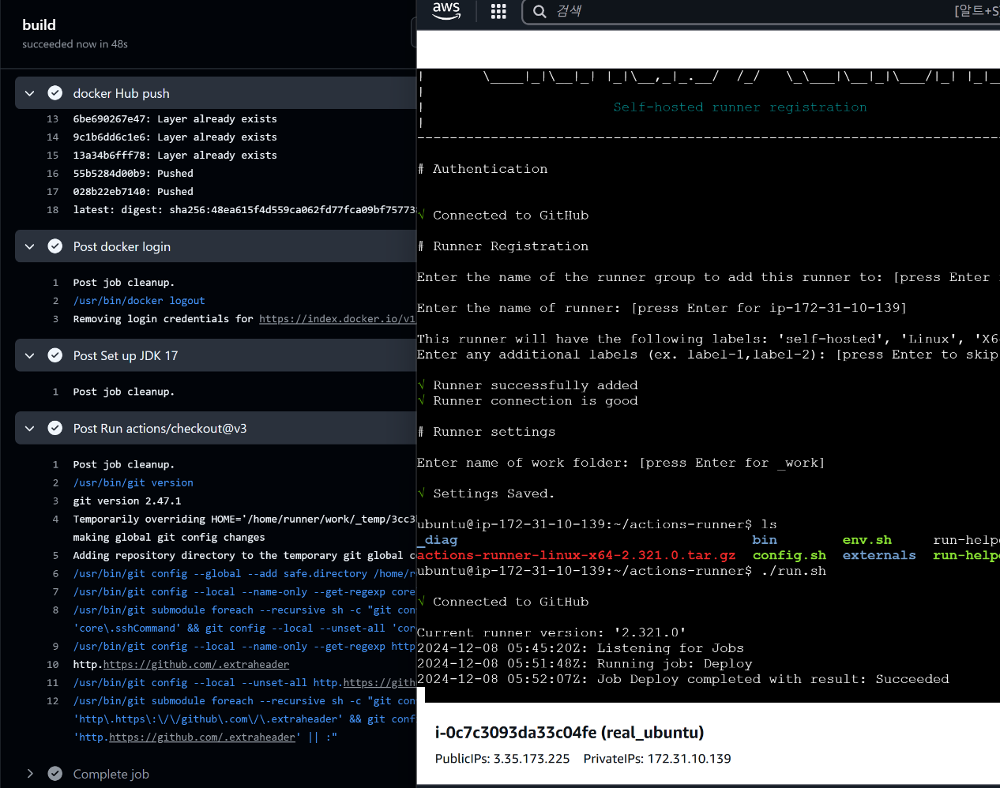 build
succeeded now in 48s
docker Hub push
13 6be690267e47: Layer already exists
14 9c1b6dd6c1e6: Layer already exists
15 13a34b6fff78: Layer already exists
16 55b5284d00b9: Pushed
17 028b22eb7140: Pushed
18 latest: digest: sha256:48ea615f4d559ca062fd77fca09bf75773
Post docker login
1 Post job cleanup.
2 /usr/bin/docker logout
3 Removing login credentials for https://index.docker.io/v1
Post Set up JDK 17
1 Post job cleanup.
Post Run actions/checkout@v3
1 Post job cleanup.
2 /usr/bin/git version
3 git version 2.47.1
4 Temporarily overriding HOME='/home/runner/work/_temp/3cc3
making global git config changes
5 Adding repository directory to the temporary git global
6 /usr/bin/git config --global --add safe.directory
7 /usr/bin/git config --local --name-only --get-regexp core
8 /usr/bin/git submodule foreach --recursive sh -c "git
'core\.sshCommand' && git config --local --unset-all
9 /usr/bin/git config --local --name-only --get-regexp http
10 http.https://github.com/.extraheader
11 /usr/bin/git config --local --unset-all http.https://gith
12 /usr/bin/git submodule foreach --recursive sh -c "git
'http\.https\:\/\/github\.com\/\.extraheader' && git
'http.https://github.com/.extraheader' || :"
Complete job
aws
검색
[알트+S]
Self-hosted runner registration
# Authentication
√ Connected to GitHub
# Runner Registration
Enter the name of the runner group to add this runner to: [press Enter
Enter the name of runner: [press Enter for ip-172-31-10-139]
This runner will have the following labels: 'self-hosted', 'Linux', 'X6
Enter any additional labels (ex. label-1,label-2): [press Enter to skip
√ Runner successfully added
√ Runner connection is good
# Runner settings
Enter name of work folder: [press Enter for _work]
√ Settings Saved.
ubuntu@ip-172-31-10-139:~/actions-runner$ ls
_diag bin env.sh run-help
actions-runner-linux-x64-2.321.0.tar.gz config.sh externals run-help
ubuntu@ip-172-31-10-139:~/actions-runner$ ./run.sh
√ Connected to GitHub
Current runner version: '2.321.0'
2024-12-08 05:45:20Z: Listening for Jobs
2024-12-08 05:51:48Z: Running job: Deploy
2024-12-08 05:52:07Z: Job Deploy completed with result: Succeeded
i-0c7c3093da33c04fe (real_ubuntu)
PublicIPs: 3.35.173.225 PrivateIPs: 172.31.10.139